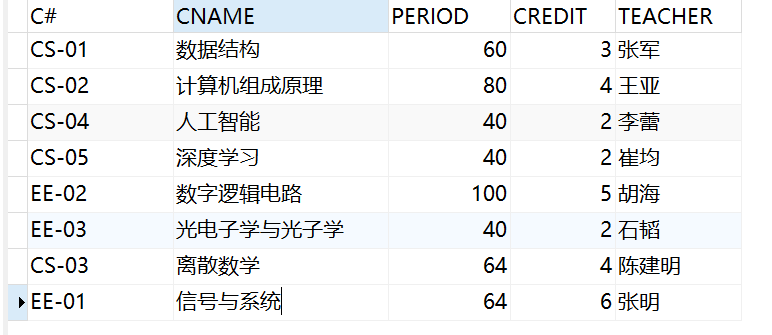 C# CNAME PERIOD CREDIT TEACHER
CS-01 数据结构 60 3 张军
CS-02 计算机组成原理 80 4 王亚
CS-04 人工智能 40 2 李蕾
CS-05 深度学习 40 2 崔均
EE-02 数字逻辑电路 100 5 胡海
EE-03 光电子学与光子学 40 2 石韬
CS-03 离散数学 64 4 陈建明
EE-01 信号与系统 64 6 张明